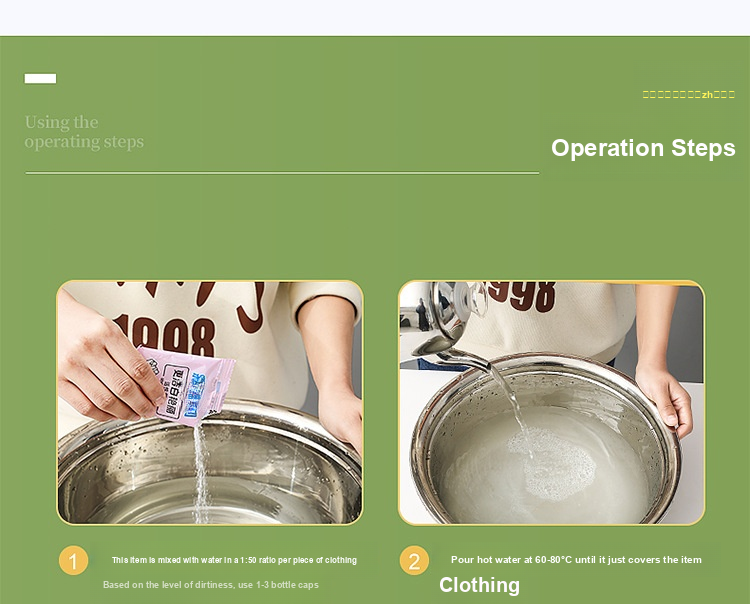 zh
Using the
operating steps
Operation Steps
1998
998
1
This item is mixed with water in a 1:50 ratio per piece of clothing
Based on the level of dirtiness, use 1-3 bottle caps
2
Pour hot water at 60-80°C until it just covers the item
Clothing